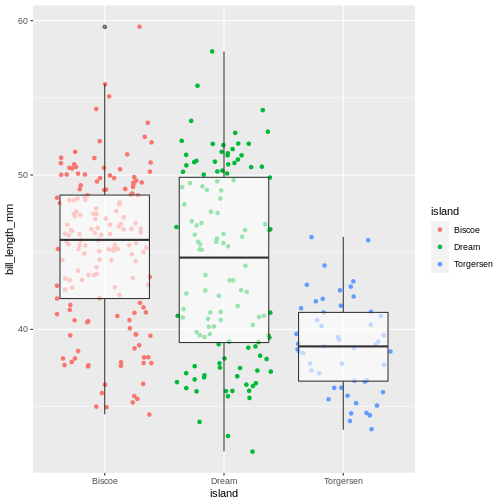 60
50
40
bill_length_mm
Biscoe
Dream
Torgersen
island
island
Biscoe
Dream
Torgersen